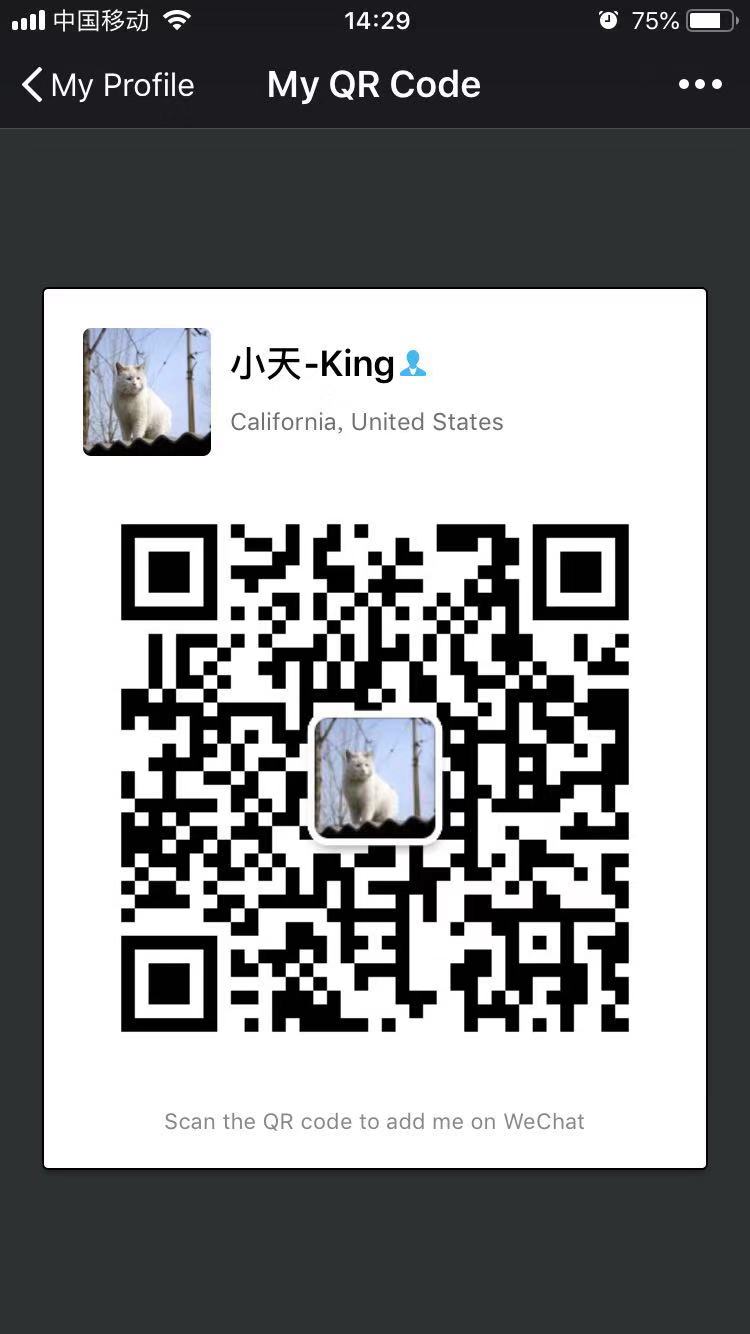 中国移动 14:29 75%
My Profile My QR Code
小天-King
California, United States
Scan the QR code to add me on WeChat